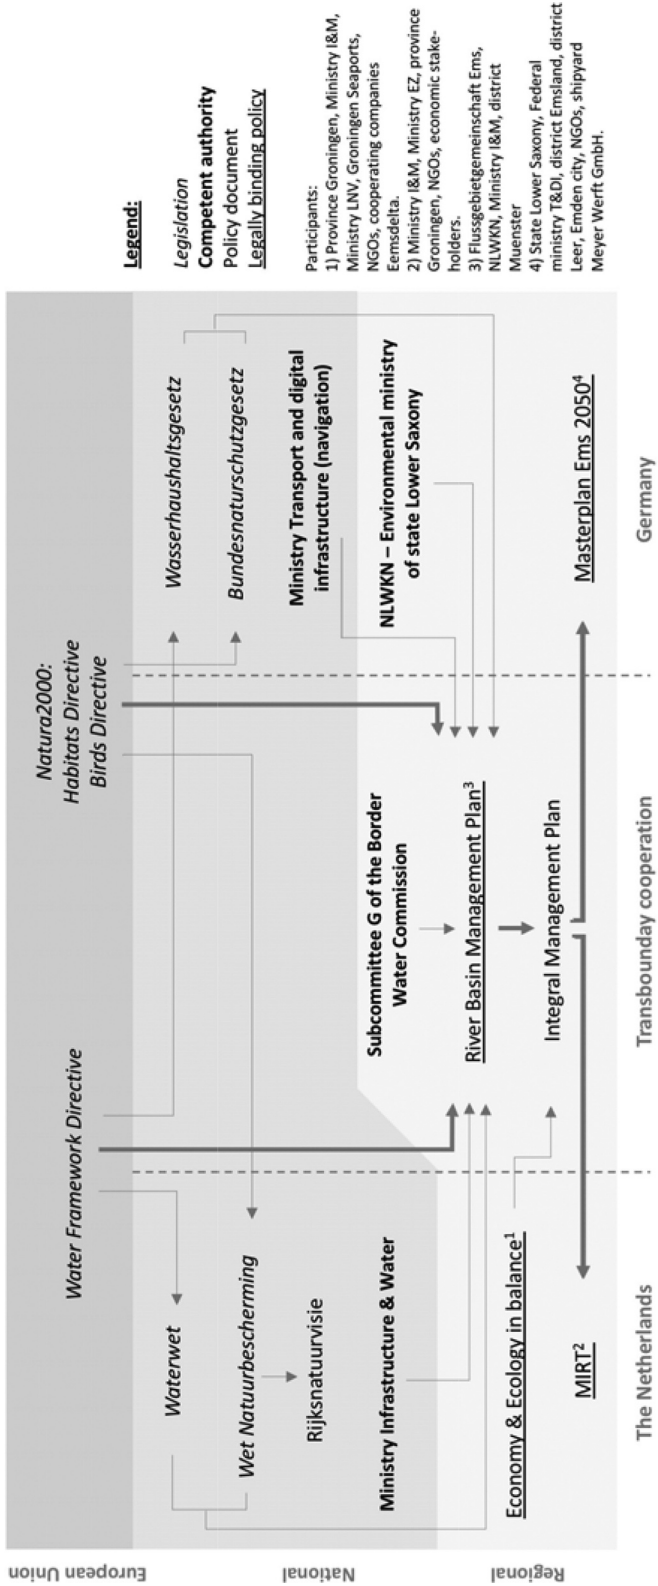 Water Framework Directive
Natura2000:
Habitats Directive
Birds Directive
Waterwet
Wet Natuurbescherming
Rijksnatuurvisie
Ministry Infrastructure & Water
Wasserhaushaltsgesetz
Bundesnaturschutzgesetz
Ministry Transport and digital
infrastructure (navigation)
NLWKN – Environmental ministry
of state Lower Saxony
Subcommittee G of the Border
Water Commission
River Basin Management Plan3
Integral Management Plan
Economy & Ecology in balance1
MIRT2
Masterplan Ems 20504
The Netherlands
Transbounday cooperation
Germany
European Union
National
Regional
Legend:
Legislation
Competent authority
Policy document
Legally binding policy
Participants:
1) Province Groningen, Ministry I&M,
Ministry LNV, Groningen Seaports,
NGOs, cooperating companies
Eemsdelta.
2) Ministry I&M, Ministry EZ, province
Groningen, NGOs, economic stake-
holders.
3) Flussgebietgemeinschaft Ems,
NLWKN, Ministry I&M, district
Muenster
4) State Lower Saxony, Federal
ministry T&DI, district Emsland, district
Leer, Emden city, NGOs, shipyard
Meyer Werft GmbH.